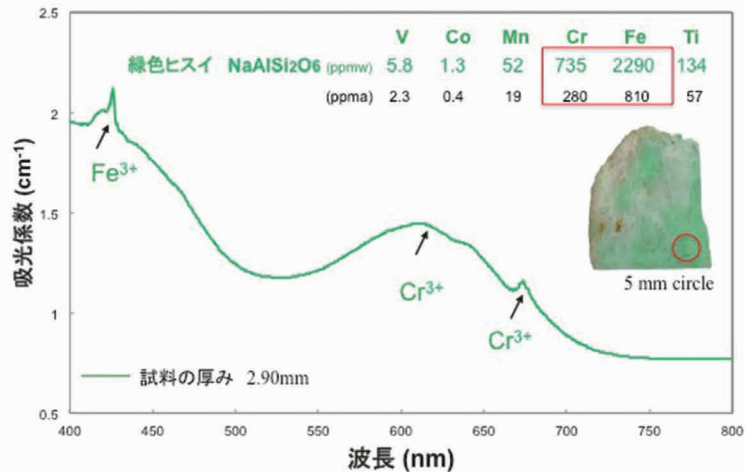 V Co Mn Cr Fe Ti
緑色ヒスイ NaAlSi2O6 (ppmw) 5.8 1.3 52 735 2290 134
(ppma) 2.3 0.4 19 280 810 57
Fe3+
Cr3+
Cr3+
5 mm circle
試料の厚み 2.90mm
吸光係数 (cm-1)
2.5
2
1.5
1
0.5
400 450 500 550 600 650 700 750 800
波長 (nm)